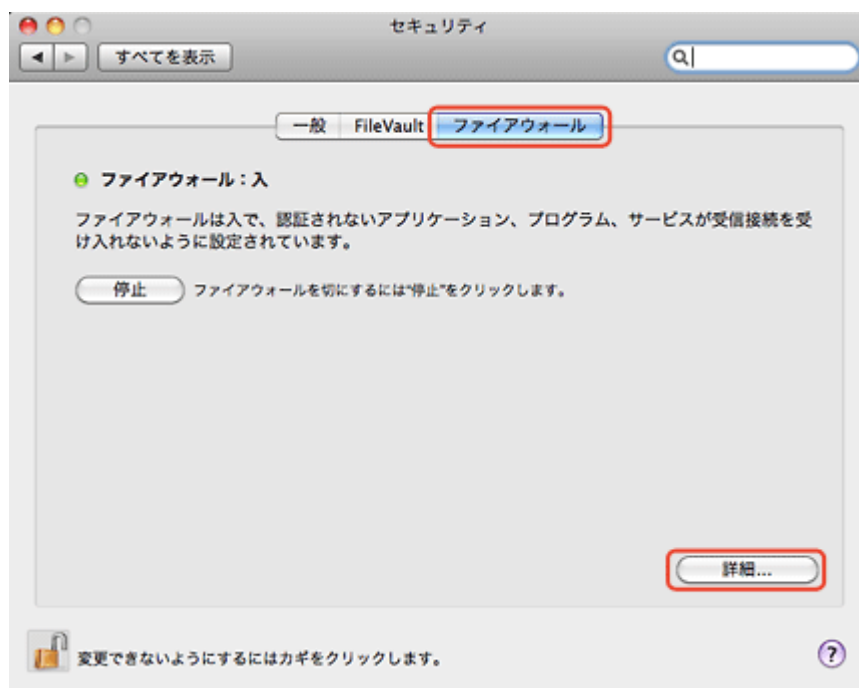 セキュリティ
すべてを表示
一般 FileVault ファイアウォール
ファイアウォール：入
ファイアウォールは入で、認証されないアプリケーション、プログラム、サービスが受信接続を受
け入れないように設定されています。
停止 ファイアウォールを切にするには“停止”をクリックします。
詳細...
変更できないようにするにはカギをクリックします。
?